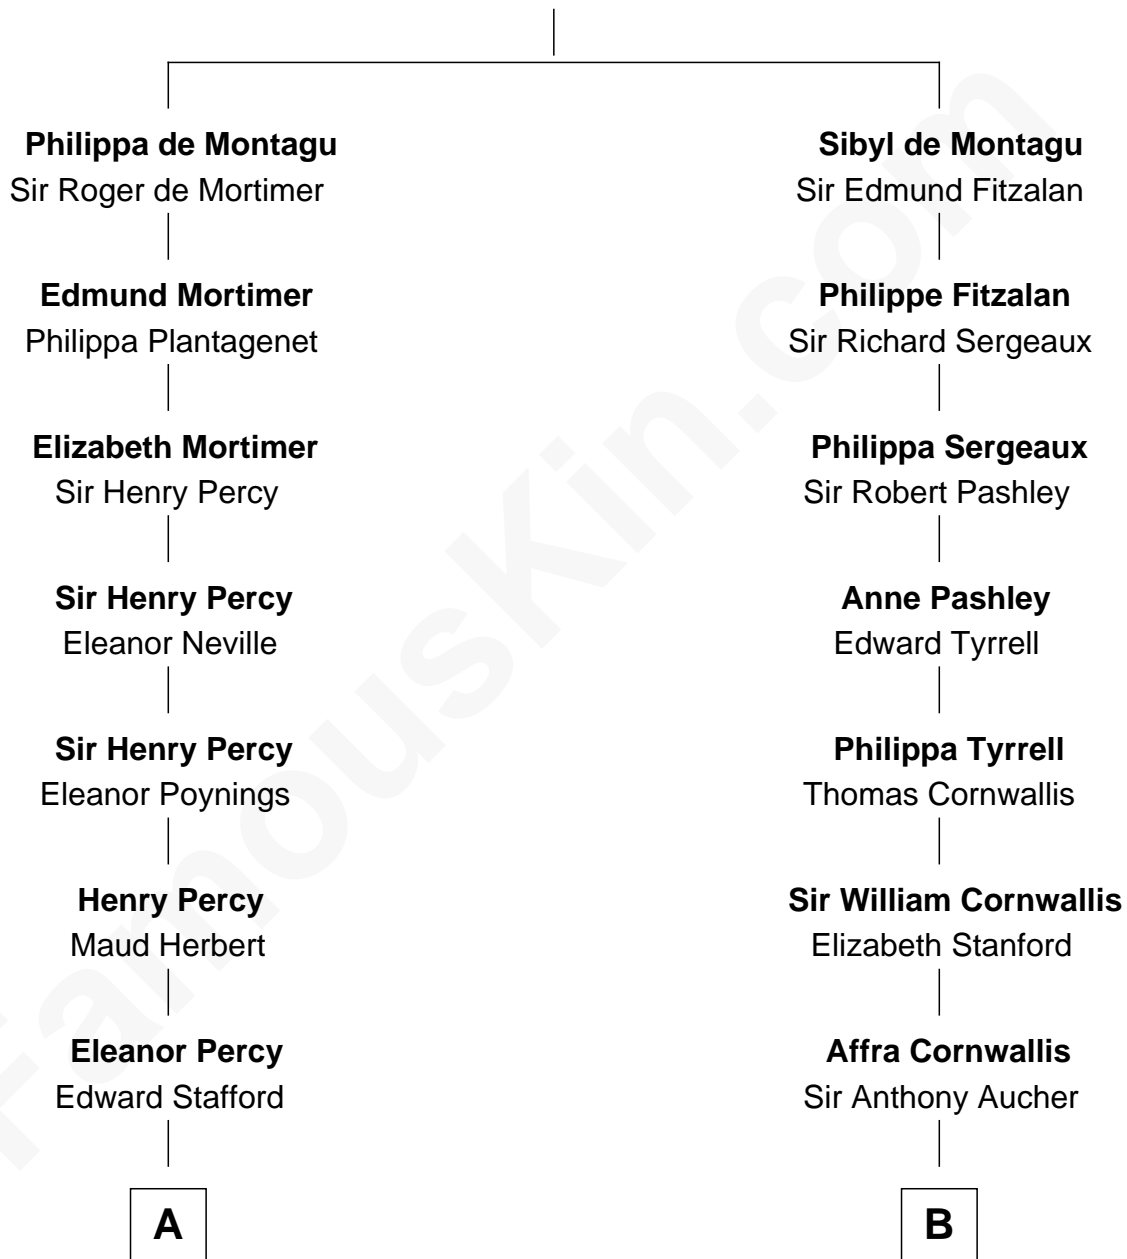 Philippa de Montagu
Sir Roger de Mortimer
Edmund Mortimer
Philippa Plantagenet
Elizabeth Mortimer
Sir Henry Percy
Sir Henry Percy
Eleanor Neville
Sir Henry Percy
Eleanor Poynings
Henry Percy
Maud Herbert
Eleanor Percy
Edward Stafford
A
Sibyl de Montagu
Sir Edmund Fitzalan
Philippe Fitzalan
Sir Richard Sergeaux
Philippa Sergeaux
Sir Robert Pashley
Anne Pashley
Edward Tyrrell
Philippa Tyrrell
Thomas Cornwallis
Sir William Cornwallis
Elizabeth Stanford
Affra Cornwallis
Sir Anthony Aucher
B
FamousKin.com